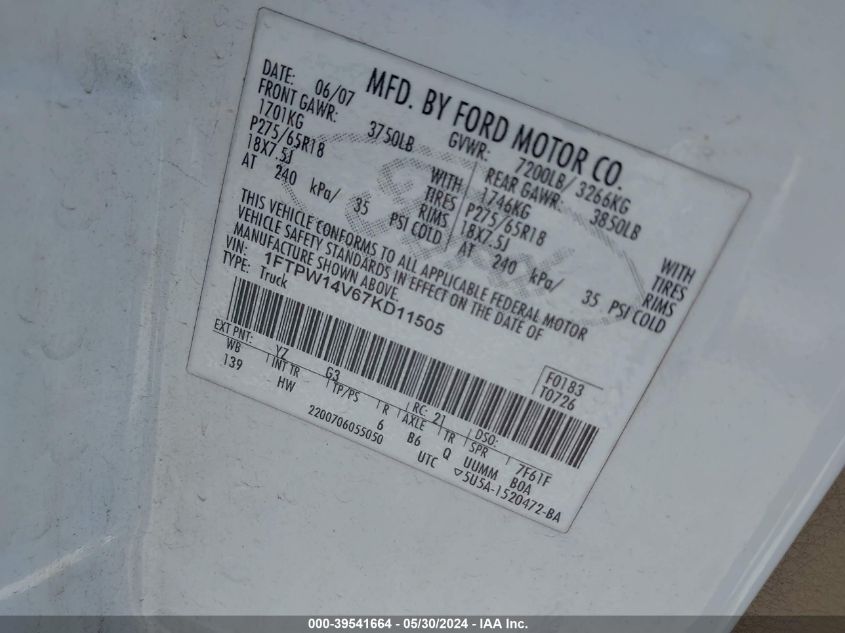 MFD. BY FORD MOTOR CO.
DATE: 06/07 GVWR: 7200LB/ 3266KG
FRONT GAWR: 3750LB REAR GAWR: 3850LB
1701KG WITH 1746KG WITH
P275/65R18 TIRES P275/65R18 TIRES
18X7.5J RIMS 18X7.5J RIMS
AT 240 kPa/ 35 PSI COLD AT 240 kPa/ 35 PSI COLD
THIS VEHICLE CONFORMS TO ALL APPLICABLE FEDERAL MOTOR
VEHICLE SAFETY STANDARDS IN EFFECT ON THE DATE OF
MANUFACTURE SHOWN ABOVE.
VIN: 1FTPW14V67KD11505
TYPE: Truck
F0183
T0726
EXT PNT: YZ G3 RC: 21 DSO:
WB INT TR TP/PS R AXLE TR SPR 7F61F
139 HW 6 B6 Q UUMM BOA
2200706055050 UTC ▽5U5A-1520472-BA
000-39541664 / 05/30/2024 - IAA Inc.